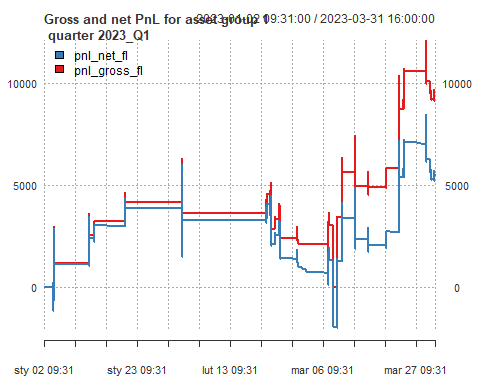 Gross and net PnL for asset group 1
quarter 2023_Q1
2023-01-02 09:31:00 / 2023-03-31 16:00:00
pnl_net_fl
pnl_gross_fl
10000
10000
5000
5000
0
0
sty 02 09:31
sty 23 09:31
lut 13 09:31
mar 06 09:31
mar 27 09:31